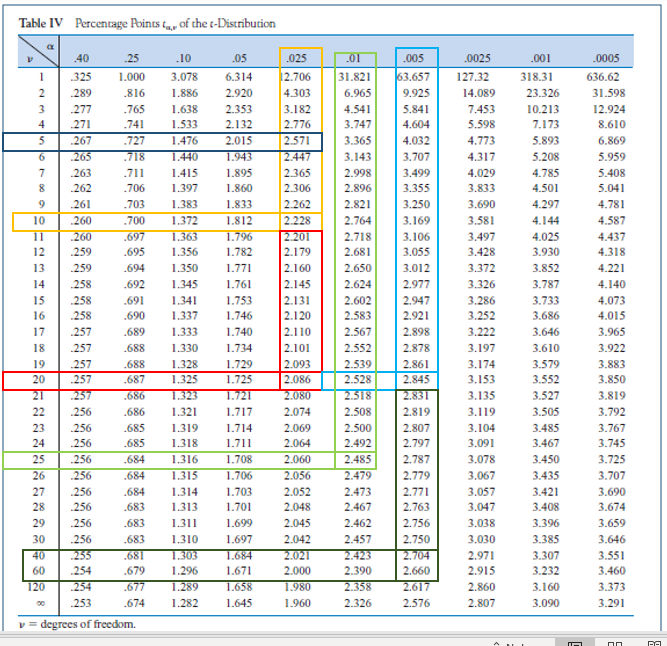 Table IV Percentage Points tα,ν of the t-Distribution
α
ν .40 .25 .10 .05 .025 .01 .005 .0025 .001 .0005
1 .325 1.000 3.078 6.314 12.706 31.821 63.657 127.32 318.31 636.62
2 .289 .816 1.886 2.920 4.303 6.965 9.925 14.089 23.326 31.598
3 .277 .765 1.638 2.353 3.182 4.541 5.841 7.453 10.213 12.924
4 .271 .741 1.533 2.132 2.776 3.747 4.604 5.598 7.173 8.610
5 .267 .727 1.476 2.015 2.571 3.365 4.032 4.773 5.893 6.869
6 .265 .718 1.440 1.943 2.447 3.143 3.707 4.317 5.208 5.959
7 .263 .711 1.415 1.895 2.365 2.998 3.499 4.029 4.785 5.408
8 .262 .706 1.397 1.860 2.306 2.896 3.355 3.833 4.501 5.041
9 .261 .703 1.383 1.833 2.262 2.821 3.250 3.690 4.297 4.781
10 .260 .700 1.372 1.812 2.228 2.764 3.169 3.581 4.144 4.587
11 .260 .697 1.363 1.796 2.201 2.718 3.106 3.497 4.025 4.437
12 .259 .695 1.356 1.782 2.179 2.681 3.055 3.428 3.930 4.318
13 .259 .694 1.350 1.771 2.160 2.650 3.012 3.372 3.852 4.221
14 .258 .692 1.345 1.761 2.145 2.624 2.977 3.326 3.787 4.140
15 .258 .691 1.341 1.753 2.131 2.602 2.947 3.286 3.733 4.073
16 .258 .690 1.337 1.746 2.120 2.583 2.921 3.252 3.686 4.015
17 .257 .689 1.333 1.740 2.110 2.567 2.898 3.222 3.646 3.965
18 .257 .688 1.330 1.734 2.101 2.552 2.878 3.197 3.610 3.922
19 .257 .688 1.328 1.729 2.093 2.539 2.861 3.174 3.579 3.883
20 .257 .687 1.325 1.725 2.086 2.528 2.845 3.153 3.552 3.850
21 .257 .686 1.323 1.721 2.080 2.518 2.831 3.135 3.527 3.819
22 .256 .686 1.321 1.717 2.074 2.508 2.819 3.119 3.505 3.792
23 .256 .685 1.319 1.714 2.069 2.500 2.807 3.104 3.485 3.767
24 .256 .685 1.318 1.711 2.064 2.492 2.797 3.091 3.467 3.745
25 .256 .684 1.316 1.708 2.060 2.485 2.787 3.078 3.450 3.725
26 .256 .684 1.315 1.706 2.056 2.479 2.779 3.067 3.435 3.707
27 .256 .684 1.314 1.703 2.052 2.473 2.771 3.057 3.421 3.690
28 .256 .683 1.313 1.701 2.048 2.467 2.763 3.047 3.408 3.674
29 .256 .683 1.311 1.699 2.045 2.462 2.756 3.038 3.396 3.659
30 .256 .683 1.310 1.697 2.042 2.457 2.750 3.030 3.385 3.646
40 .255 .681 1.303 1.684 2.021 2.423 2.704 2.971 3.307 3.551
60 .254 .679 1.296 1.671 2.000 2.390 2.660 2.915 3.232 3.460
120 .254 .677 1.289 1.658 1.980 2.358 2.617 2.860 3.160 3.373
∞ .253 .674 1.282 1.645 1.960 2.326 2.576 2.807 3.090 3.291
ν = degrees of freedom.